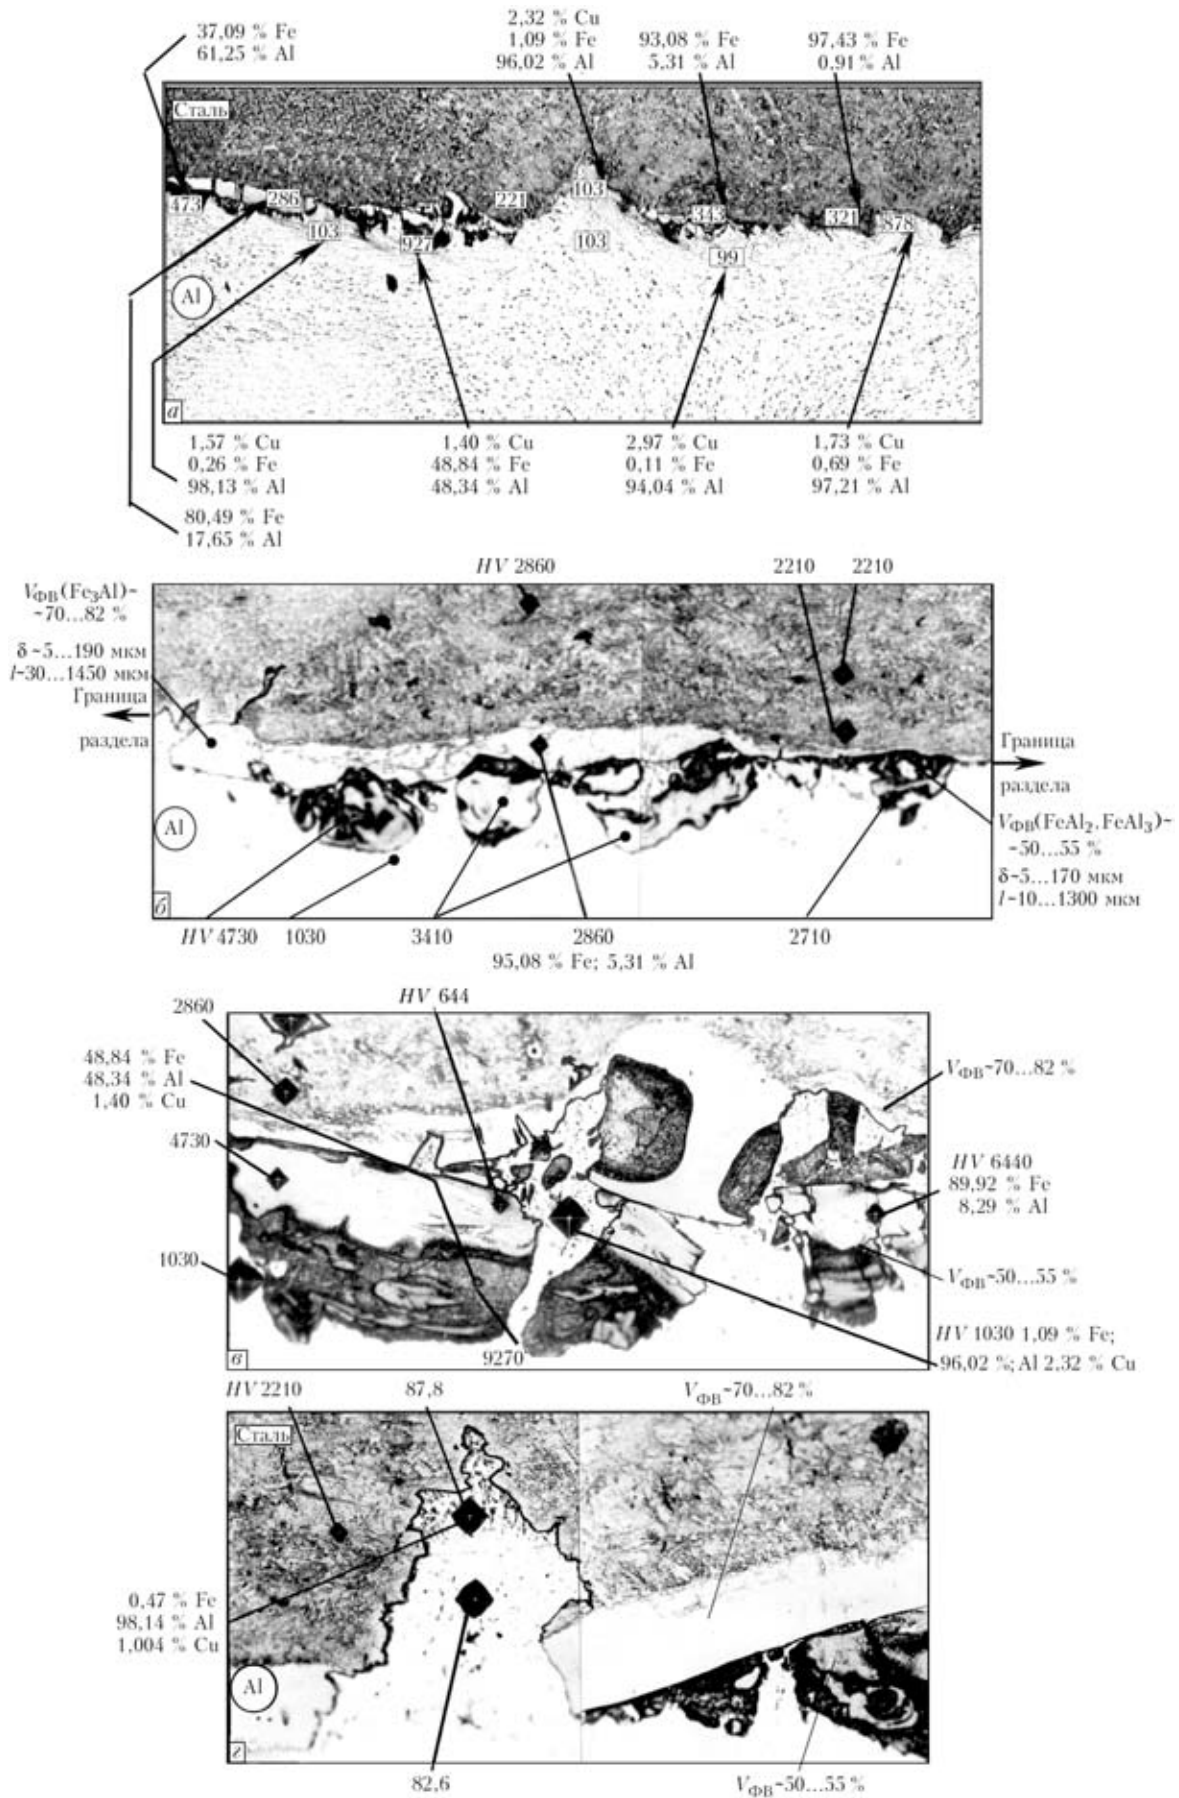 37,09 % Fe
61,25 % Al
2,32 % Cu
1,09 % Fe
96,02 % Al
93,08 % Fe
5,31 % Al
97,43 % Fe
0,91 % Al
Сталь
473
286
103
927
221
103
103
343
99
321
878
Al
а
1,57 % Cu
0,26 % Fe
98,13 % Al
80,49 % Fe
17,65 % Al
1,40 % Cu
48,84 % Fe
48,34 % Al
2,97 % Cu
0,11 % Fe
94,04 % Al
1,73 % Cu
0,69 % Fe
97,21 % Al
HV 2860
2210
2210
VФВ(Fe3Al)~
~70...82 %
δ~5...190 мкм
l~30...1450 мкм
Граница
раздела
Al
б
Граница
раздела
VФВ(FeAl2.FeAl3)~
~50...55 %
δ~5...170 мкм
l~10...1300 мкм
HV 4730
1030
3410
2860
2710
95,08 % Fe; 5,31 % Al
HV 644
2860
48,84 % Fe
48,34 % Al
1,40 % Cu
4730
1030
в
9270
VФВ~70...82 %
HV 6440
89,92 % Fe
8,29 % Al
VФВ~50...55 %
HV 1030 1,09 % Fe;
96,02 %; Al 2,32 % Cu
HV 2210
87,8
VФВ~70...82 %
Сталь
0,47 % Fe
98,14 % Al
1,004 % Cu
Al
г
82,6
VФВ~50...55 %